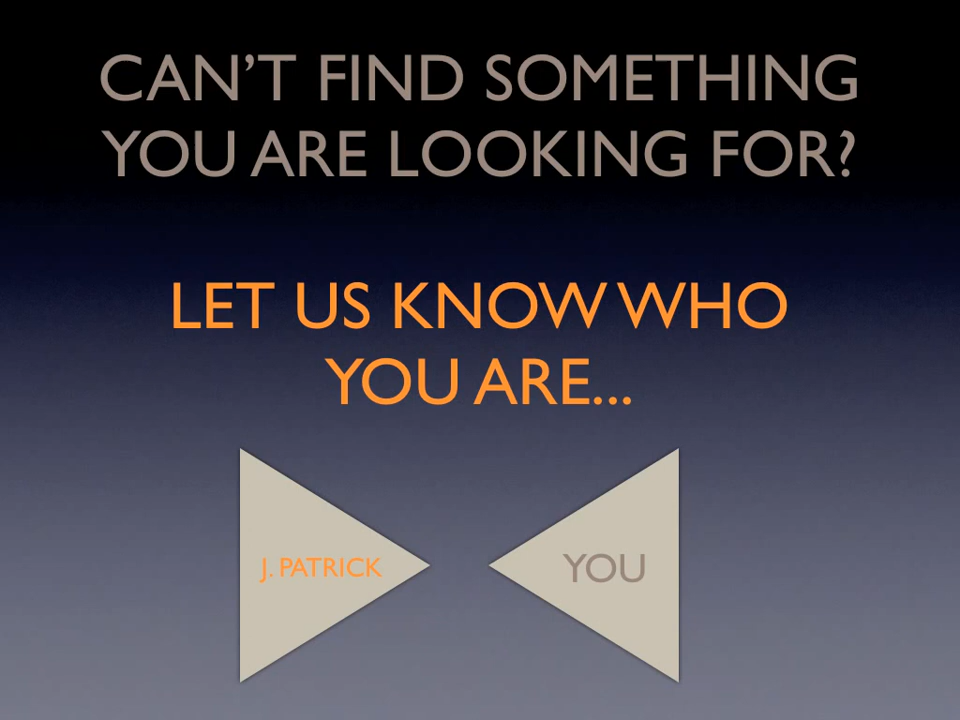 CAN’T FIND SOMETHING
YOU ARE LOOKING FOR?
LET US KNOW WHO
YOU ARE...
J. PATRICK
YOU